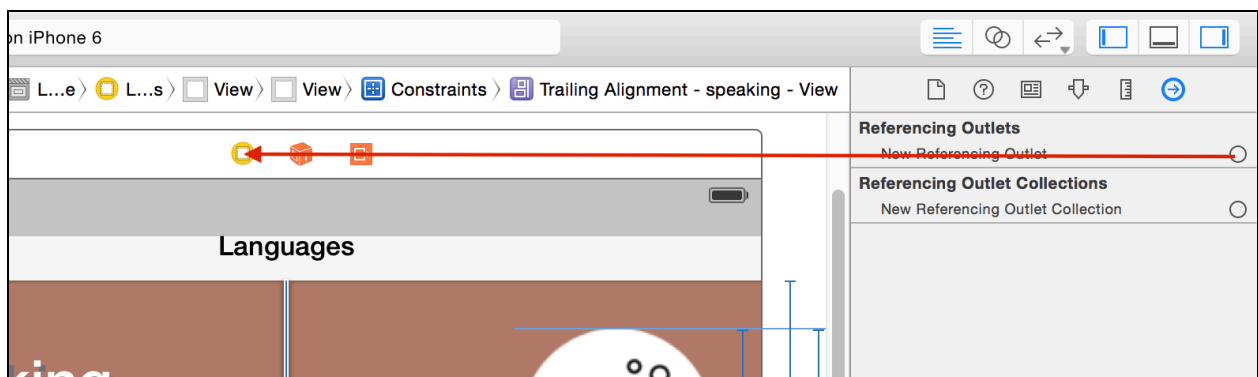 on iPhone 6
L...e 〉 L...s 〉 View 〉 View 〉 Constraints 〉 Trailing Alignment - speaking - View
Referencing Outlets
New Referencing Outlet
Referencing Outlet Collections
New Referencing Outlet Collection
Languages
king